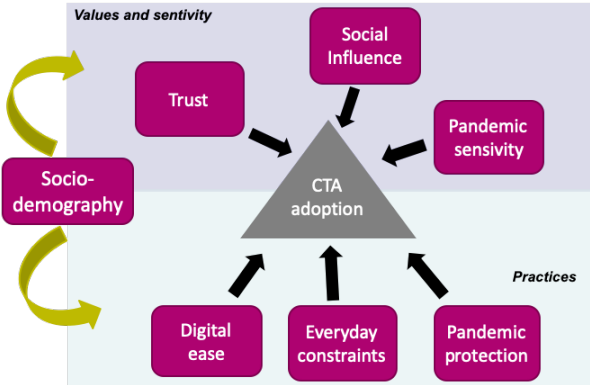 Values and sentivity
Social
Influence
Trust
Pandemic
sensivity
Socio-
demography
CTA
adoption
Practices
Digital
ease
Everyday
constraints
Pandemic
protection